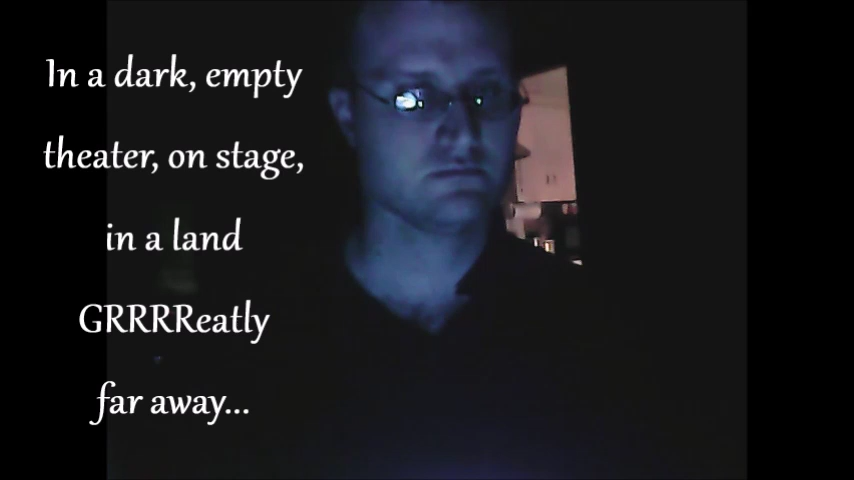 In a dark, empty
theater, on stage,
in a land
GRRRReatly
far away...